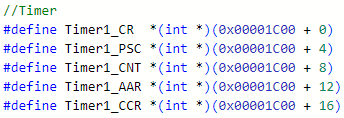 //Timer
#define Timer1_CR  *(int *)(0x00001C00 + 0)
#define Timer1_PSC *(int *)(0x00001C00 + 4)
#define Timer1_CNT *(int *)(0x00001C00 + 8)
#define Timer1_AAR *(int *)(0x00001C00 + 12)
#define Timer1_CCR *(int *)(0x00001C00 + 16)